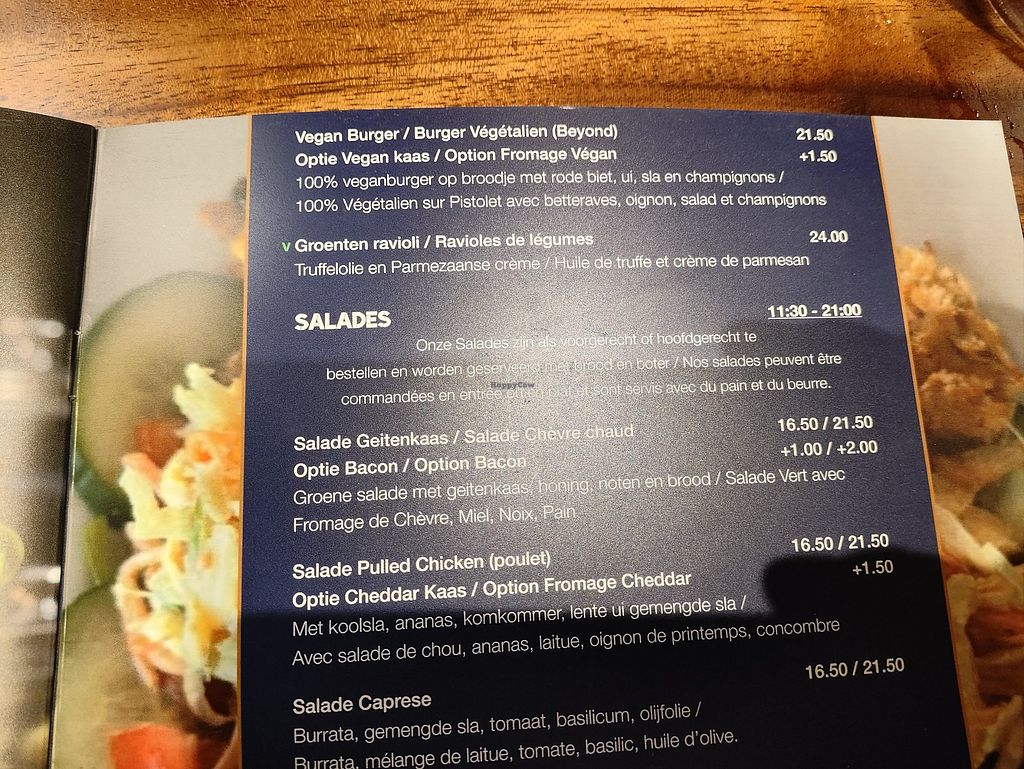 Vegan Burger / Burger Végétalien (Beyond) 21.50
Optie Vegan kaas / Option Fromage Végan +1.50
100% veganburger op broodje met rode biet, ui, sla en champignons /
100% Végétalien sur Pistolet avec betteraves, oignon, salad et champignons
V Groenten ravioli / Ravioles de légumes 24.00
Truffelolie en Parmezaanse crème / Huile de truffe et crème de parmesan
SALADES 11:30 - 21:00
Onze Salades zijn als voorgerecht of hoofdgerecht te
bestellen en worden geserveerd met brood en boter / Nos salades peuvent être
HappyCow
commandées en entrée ou en plat et sont servis avec du pain et du beurre.
Salade Geitenkaas / Salade Chèvre chaud 16.50 / 21.50
Optie Bacon / Option Bacon +1.00 / +2.00
Groene salade met geitenkaas, honing, noten en brood / Salade Vert avec
Fromage de Chèvre, Miel, Noix, Pain
Salade Pulled Chicken (poulet) 16.50 / 21.50
Optie Cheddar Kaas / Option Fromage Cheddar +1.50
Met koolsla, ananas, komkommer, lente ui gemengde sla /
Avec salade de chou, ananas, laitue, oignon de printemps, concombre
Salade Caprese 16.50 / 21.50
Burrata, gemengde sla, tomaat, basilicum, olijfolie /
Burrata, mélange de laitue, tomate, basilic, huile d'olive.